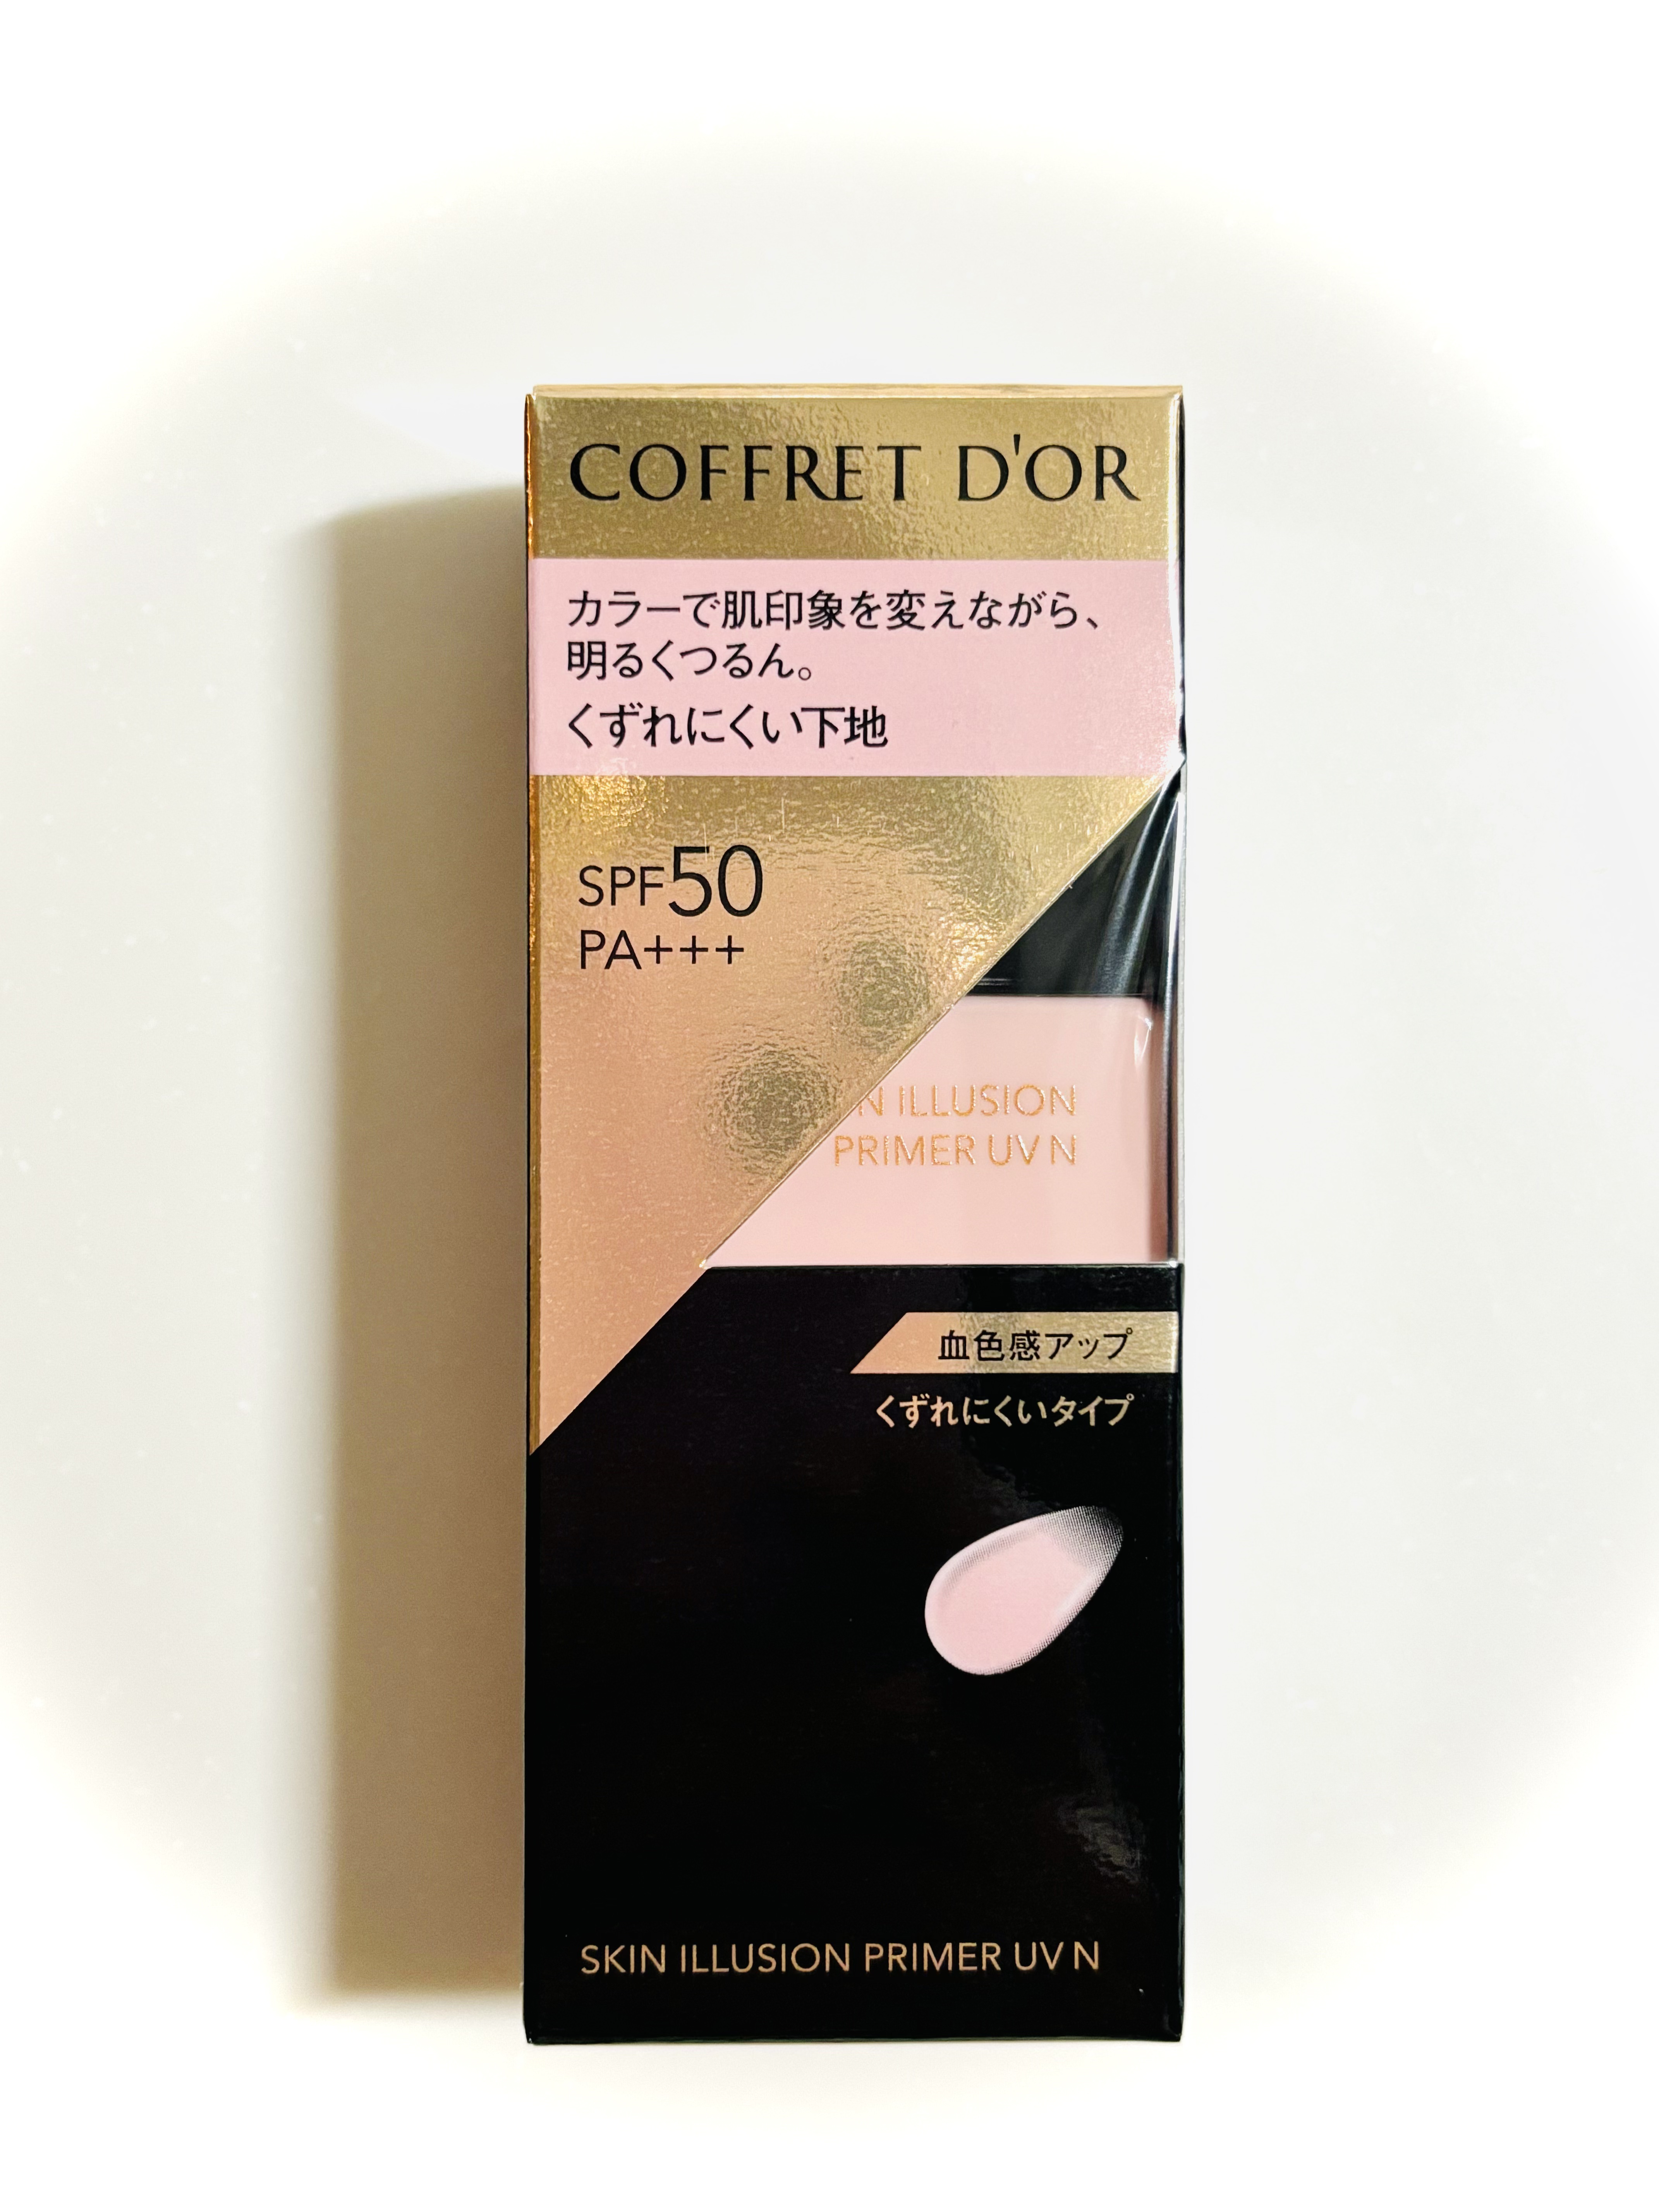 COFFRET D'OR
カラーで肌印象を変えながら、
明るくつるん。
くずれにくい下地
SPF50
PA+++
N ILLUSION
PRIMER UV N
血色感アップ
くずれにくいタイプ
SKIN ILLUSION PRIMER UV N